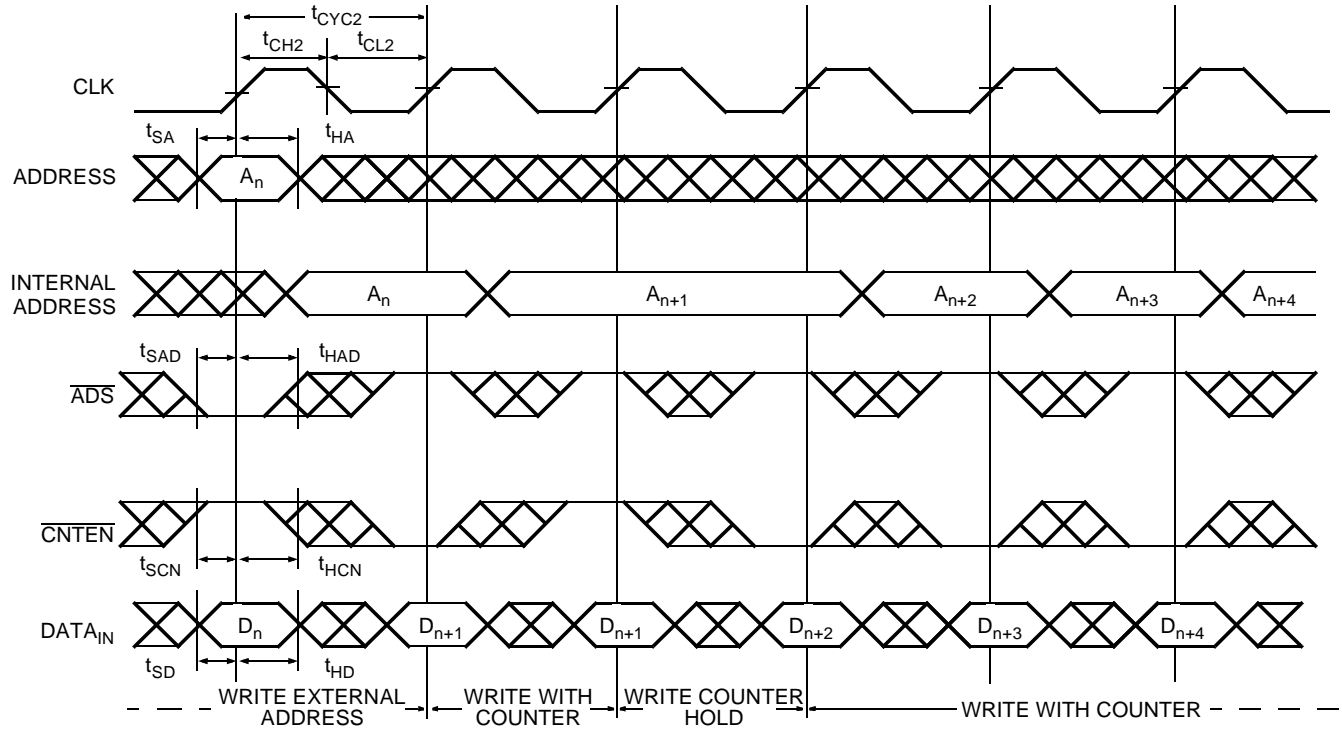 tCYC2
tCH2 tCL2
CLK
tSA tHA
ADDRESS An
INTERNAL
ADDRESS
An An+1 An+2 An+3 An+4
tSAD tHAD
ADS
CNTEN
tSCN tHCN
DATAIN Dn Dn+1 Dn+1 Dn+2 Dn+3 Dn+4
tSD tHD
WRITE EXTERNAL
ADDRESS
WRITE WITH
COUNTER
WRITE COUNTER
HOLD
WRITE WITH COUNTER